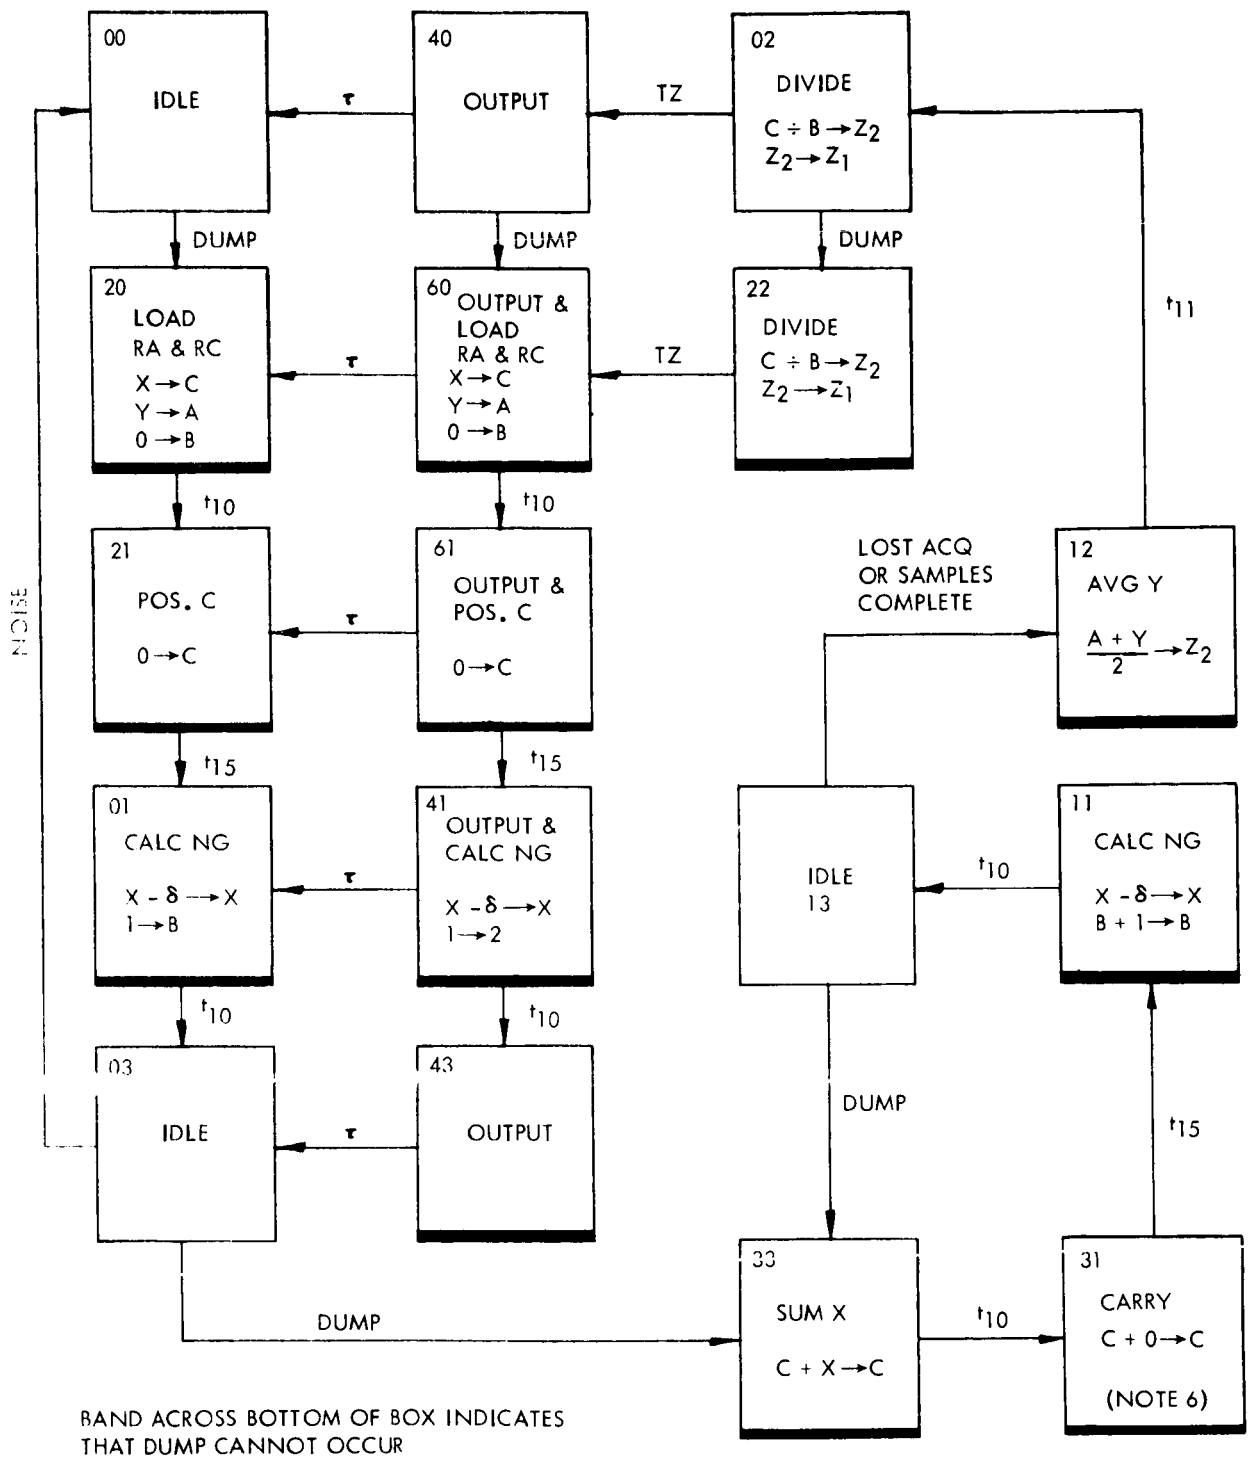 00
IDLE
τ
40
OUTPUT
TZ
02
DIVIDE
C ÷ B → Z2
Z2 → Z1
DUMP
DUMP
DUMP
20
LOAD
RA & RC
X → C
Y → A
0 → B
τ
60
OUTPUT &
LOAD
RA & RC
X → C
Y → A
0 → B
TZ
22
DIVIDE
C ÷ B → Z2
Z2 → Z1
t11
t10
t10
21
POS. C
0 → C
τ
61
OUTPUT &
POS. C
0 → C
LOST ACQ
OR SAMPLES
COMPLETE
12
AVG Y
A + Y
2
→ Z2
NOISE
t15
t15
01
CALC NG
X - δ → X
1 → B
τ
41
OUTPUT &
CALC NG
X - δ → X
1 → 2
IDLE
13
t10
11
CALC NG
X - δ → X
B + 1 → B
t10
t10
03
IDLE
τ
43
OUTPUT
DUMP
t15
DUMP
33
SUM X
C + X → C
t10
31
CARRY
C + 0 → C
(NOTE 6)
BAND ACROSS BOTTOM OF BOX INDICATES
THAT DUMP CANNOT OCCUR